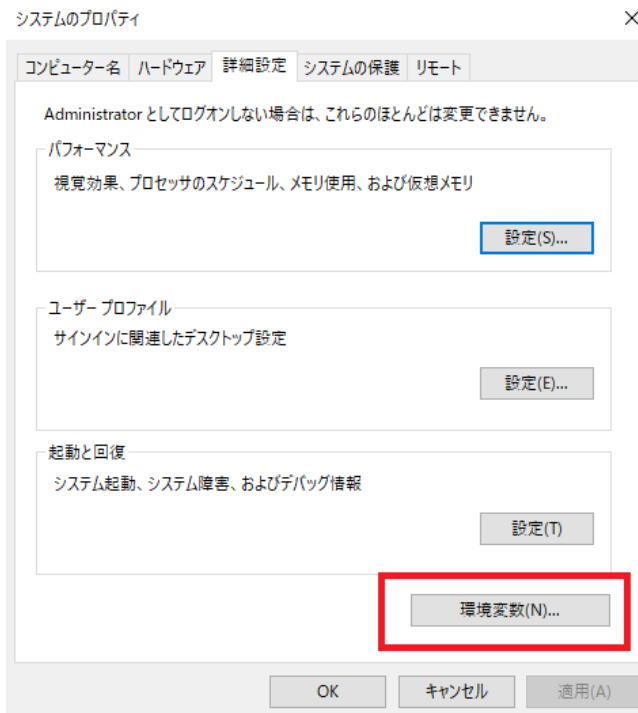 システムのプロパティ
コンピューター名 ハードウェア 詳細設定 システムの保護 リモート
Administrator としてログオンしない場合は、これらのほとんどは変更できません。
パフォーマンス
視覚効果、プロセッサのスケジュール、メモリ使用、および仮想メモリ
設定(S)...
ユーザー プロファイル
サインインに関連したデスクトップ設定
設定(E)...
起動と回復
システム起動、システム障害、およびデバッグ情報
設定(T)
環境変数(N)...
OK キャンセル 適用(A)